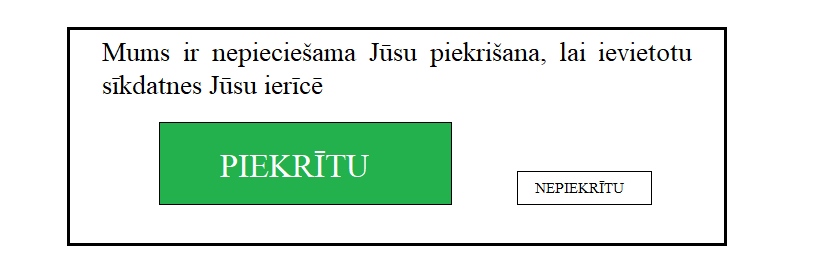 Mums ir nepieciešama Jūsu piekrišana, lai ievietotu
sīkdatnes Jūsu ierīcē
PIEKRĪTU
NEPIEKRĪTU